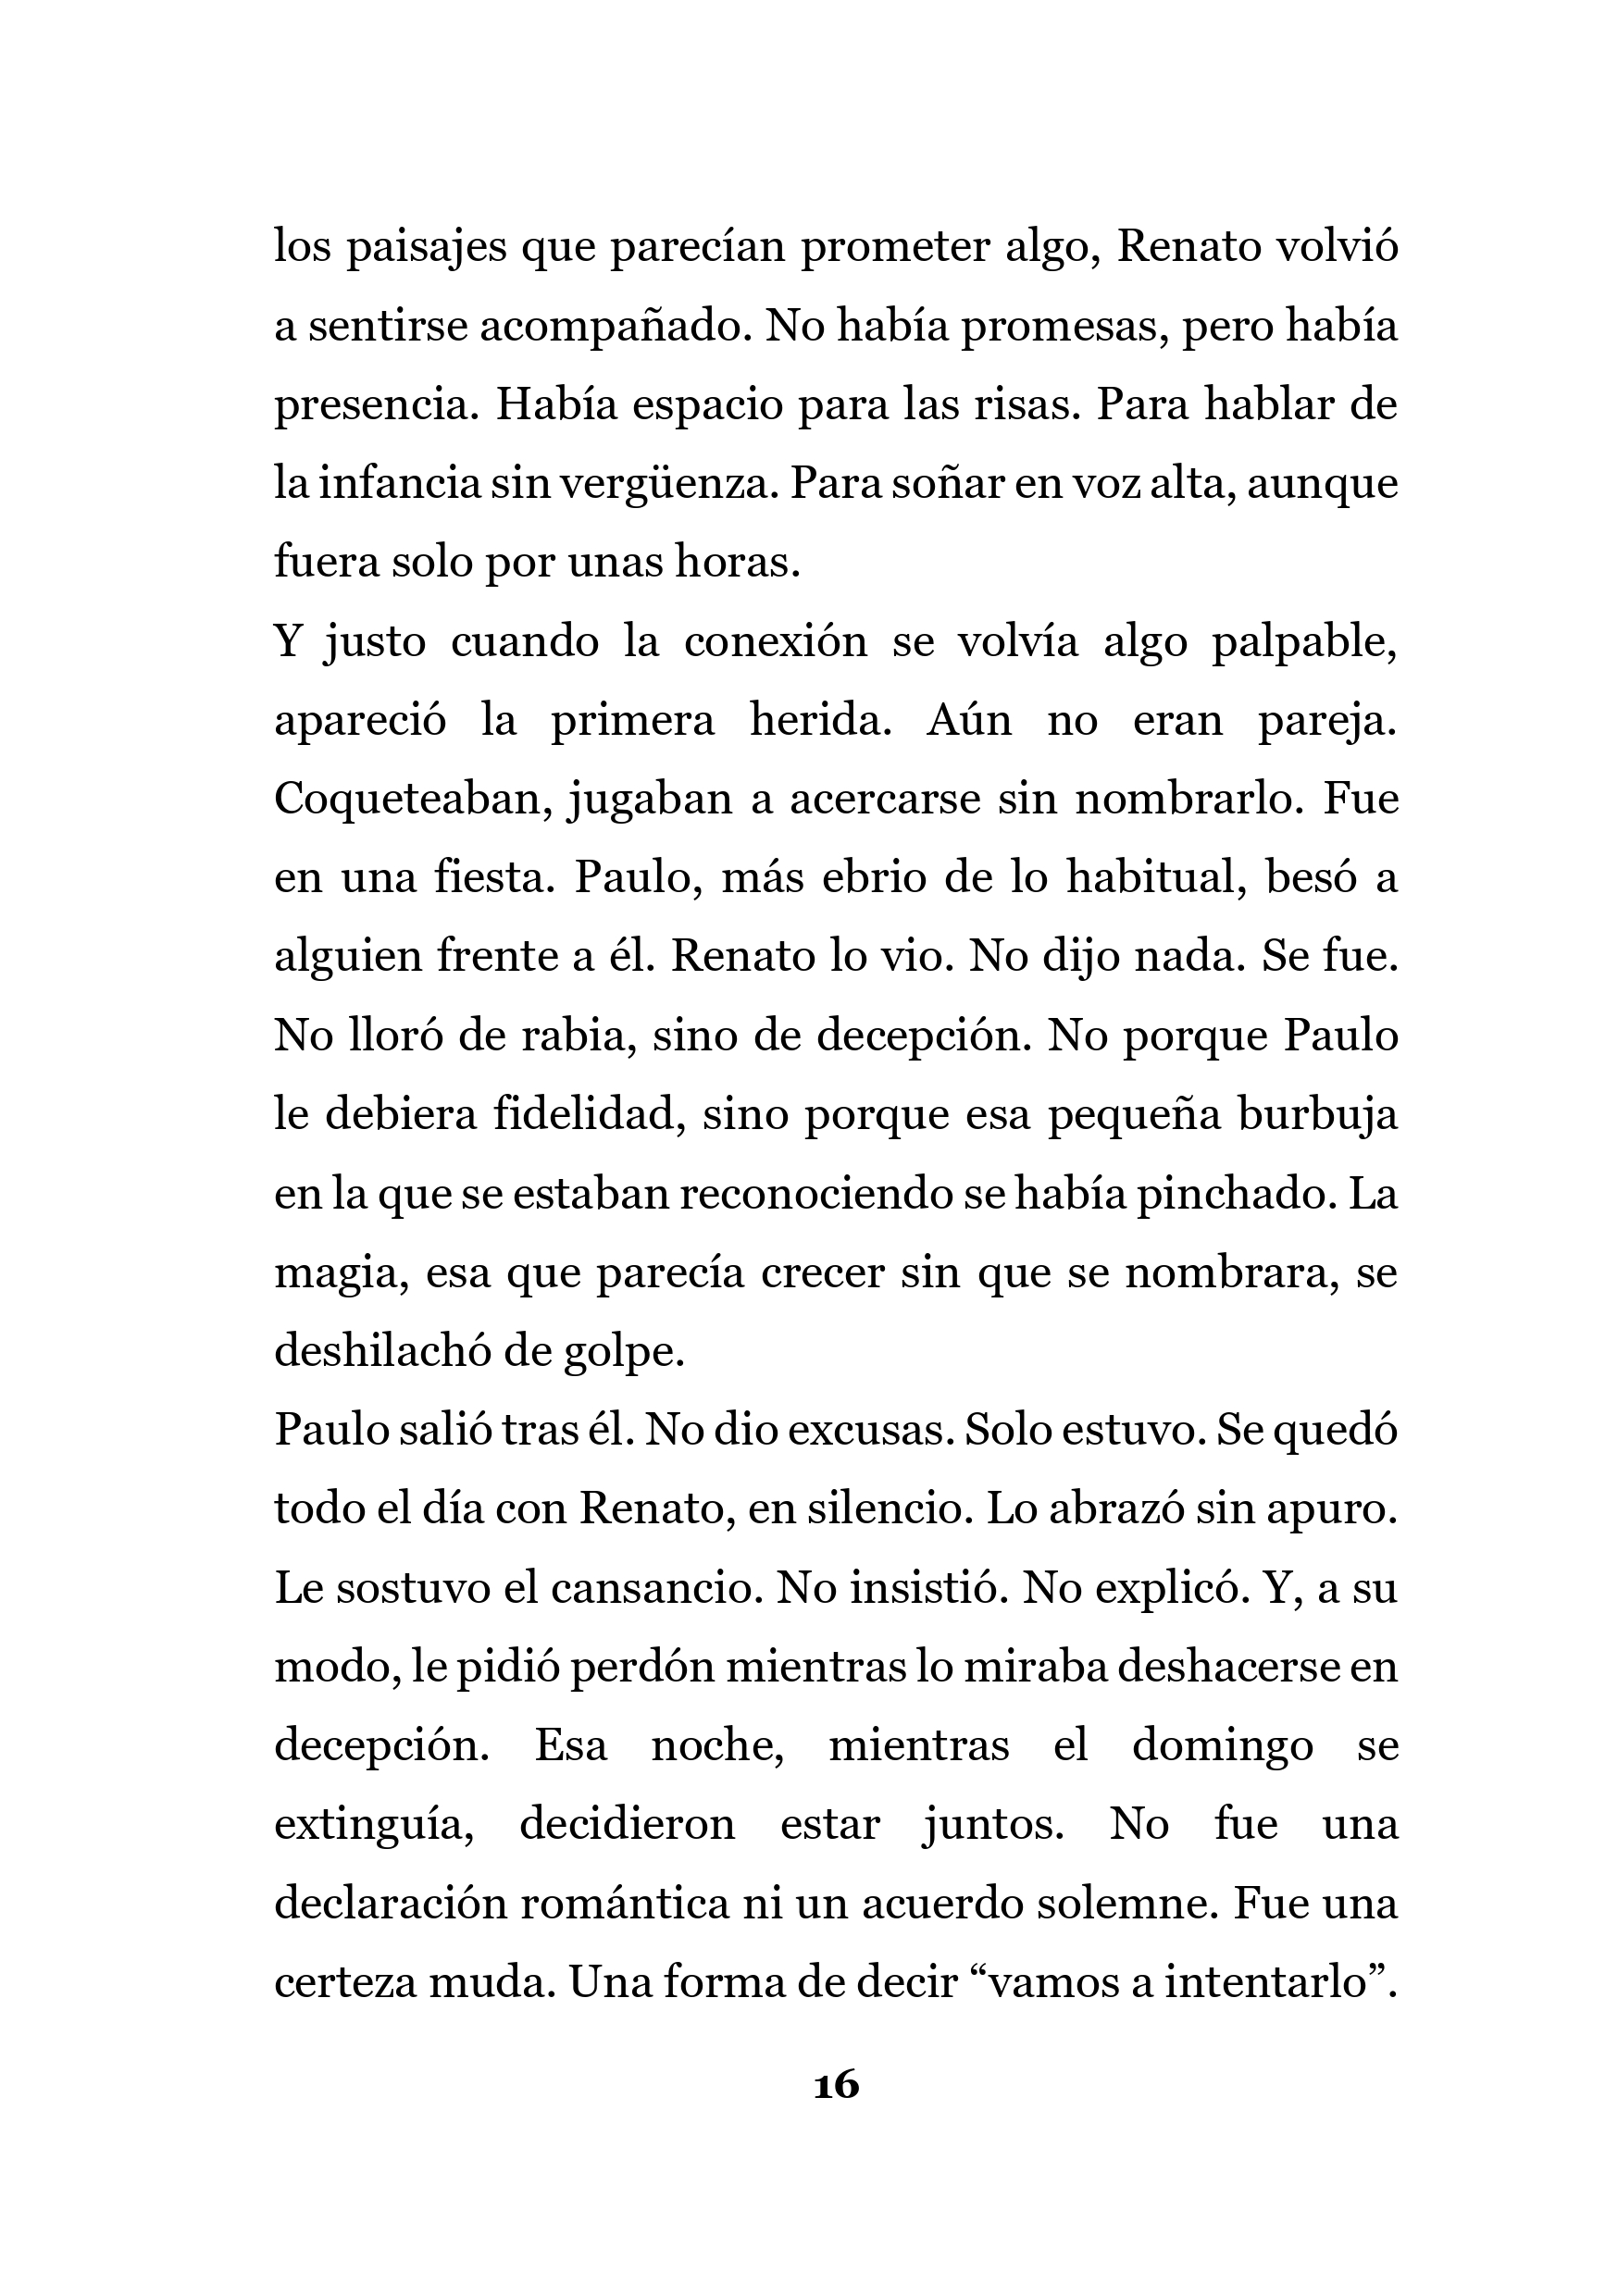 los paisajes que parecían prometer algo, Renato volvió
a sentirse acompañado. No había promesas, pero había
presencia. Había espacio para las risas. Para hablar de
la infancia sin vergüenza. Para soñar en voz alta, aunque
fuera solo por unas horas.
Y justo cuando la conexión se volvía algo palpable,
apareció la primera herida. Aún no eran pareja.
Coqueteaban, jugaban a acercarse sin nombrarlo. Fue
en una fiesta. Paulo, más ebrio de lo habitual, besó a
alguien frente a él. Renato lo vio. No dijo nada. Se fue.
No lloró de rabia, sino de decepción. No porque Paulo
le debiera fidelidad, sino porque esa pequeña burbuja
en la que se estaban reconociendo se había pinchado. La
magia, esa que parecía crecer sin que se nombrara, se
deshilachó de golpe.
Paulo salió tras él. No dio excusas. Solo estuvo. Se quedó
todo el día con Renato, en silencio. Lo abrazó sin apuro.
Le sostuvo el cansancio. No insistió. No explicó. Y, a su
modo, le pidió perdón mientras lo miraba deshacerse en
decepción. Esa noche, mientras el domingo se
extinguía, decidieron estar juntos. No fue una
declaración romántica ni un acuerdo solemne. Fue una
certeza muda. Una forma de decir “vamos a intentarlo”.
16